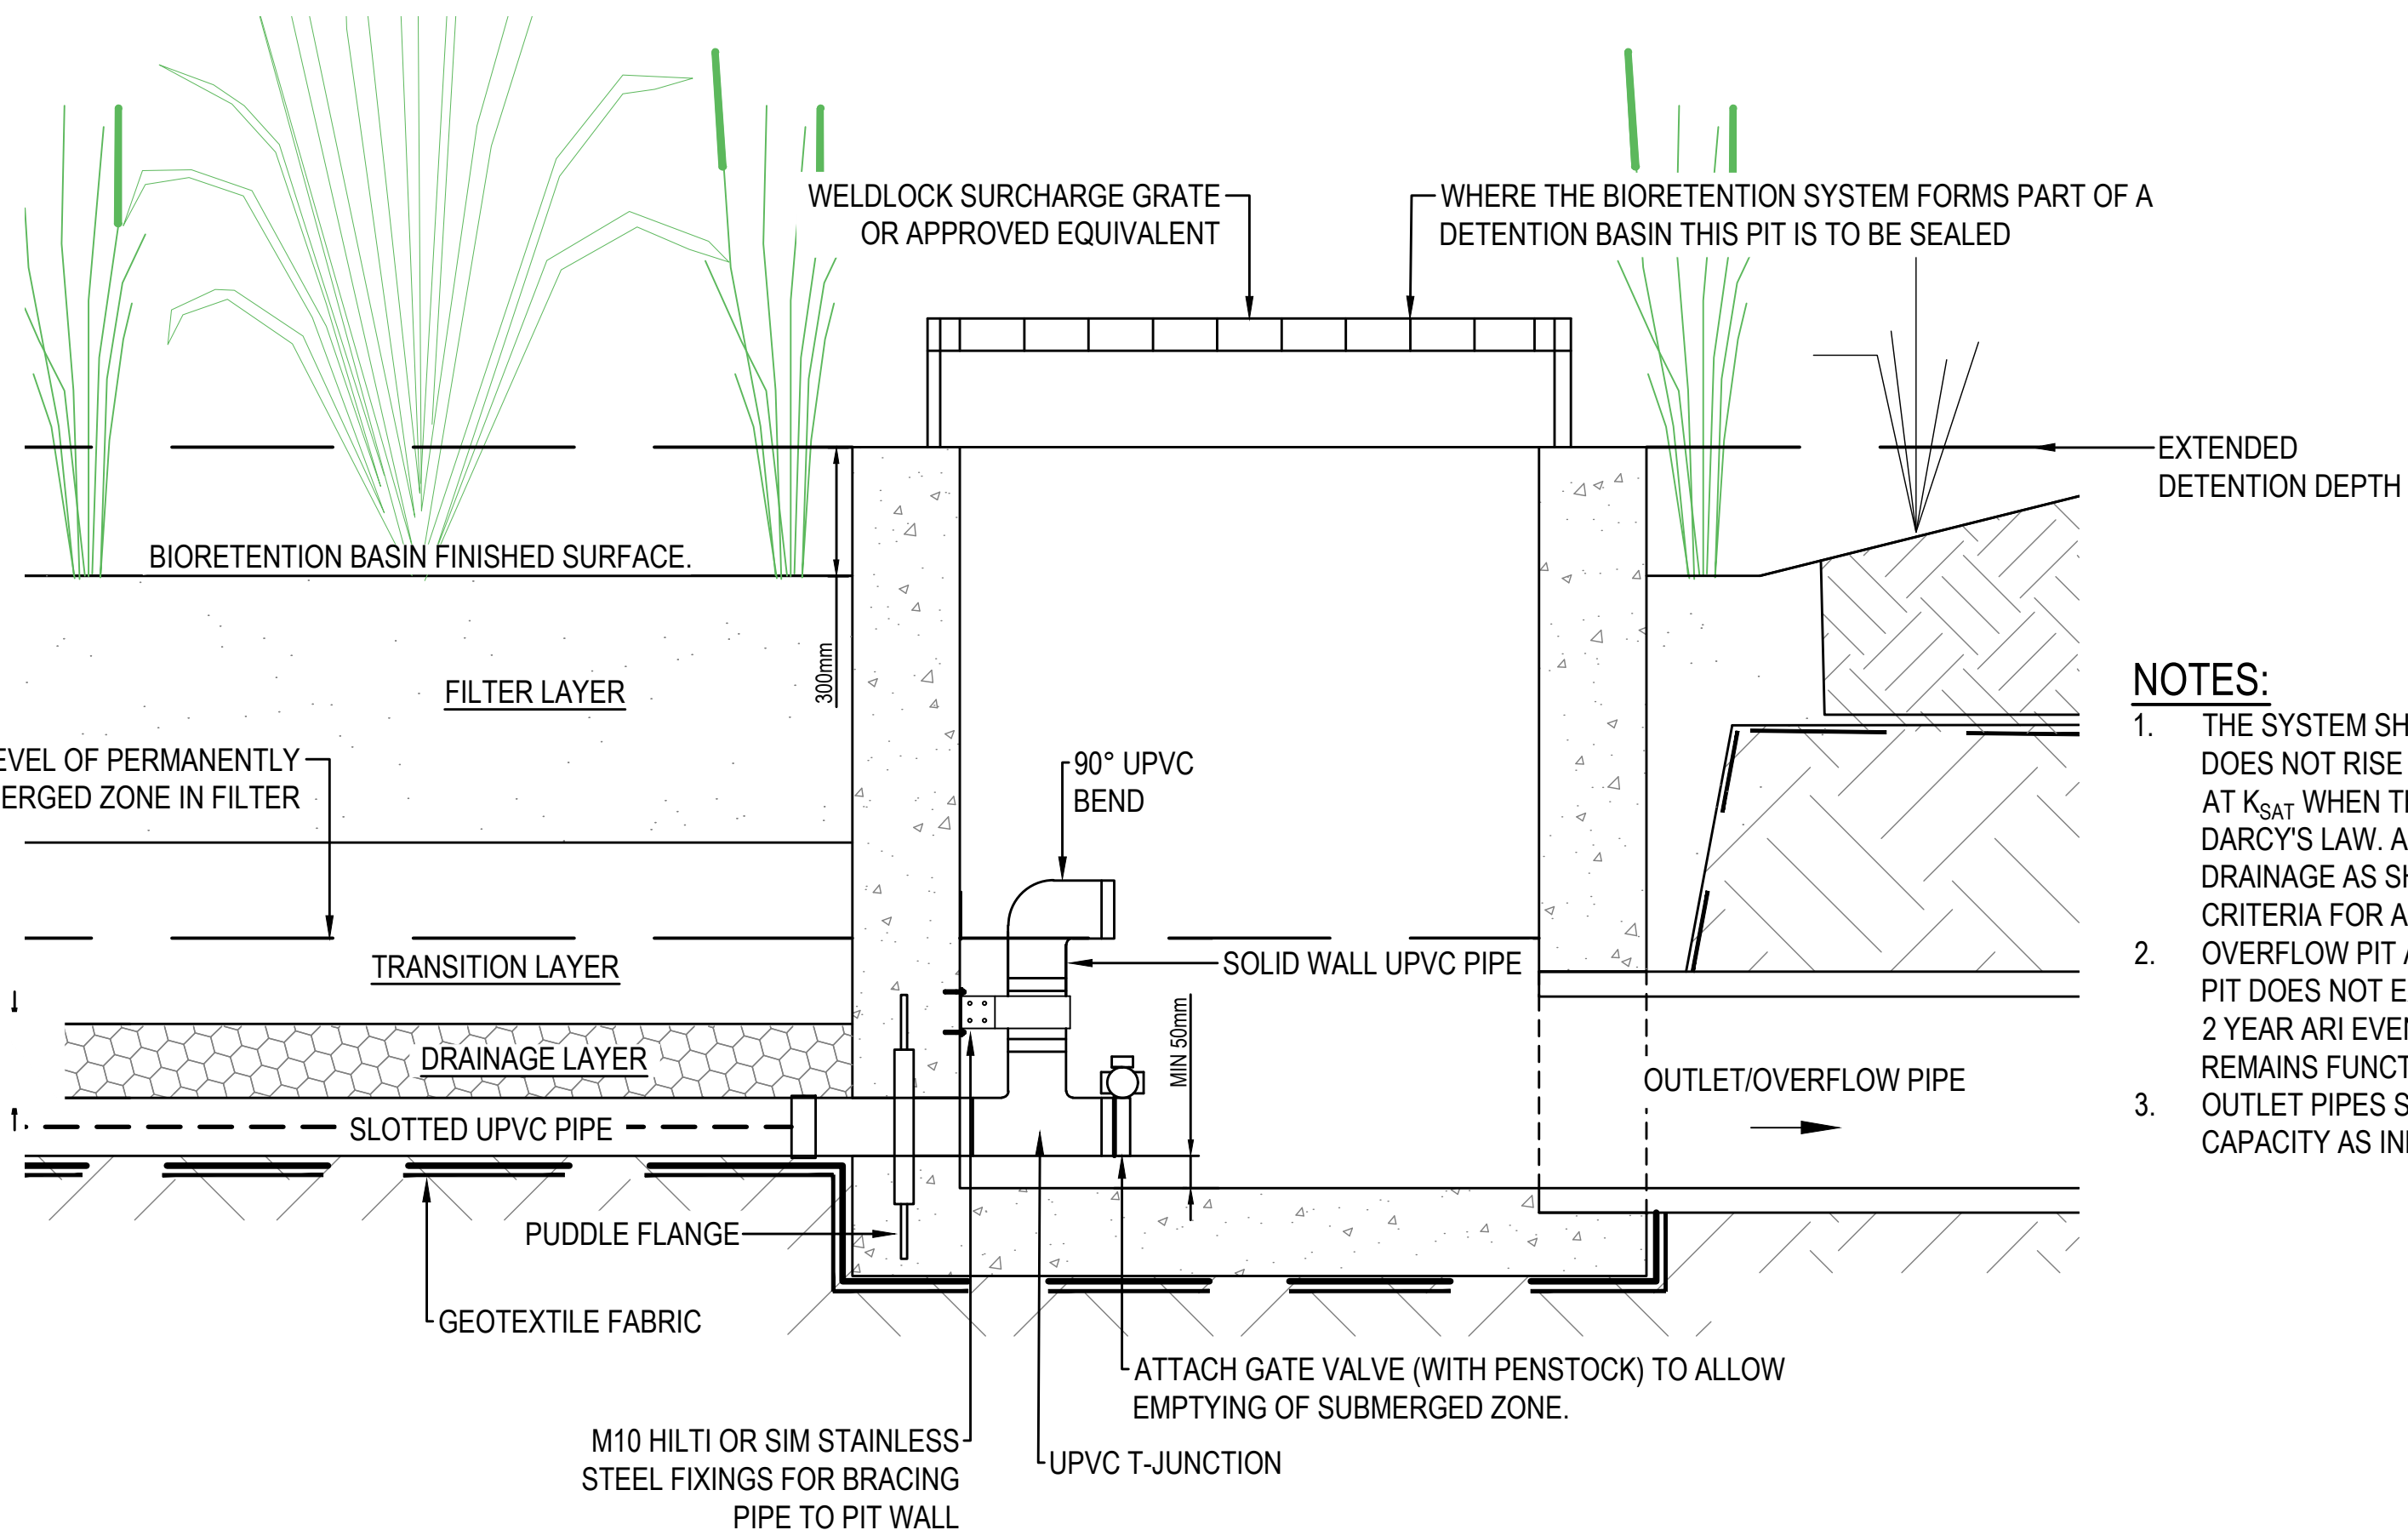 WELDLOCK SURCHARGE GRATE
OR APPROVED EQUIVALENT
WHERE THE BIORETENTION SYSTEM FORMS PART OF A
DETENTION BASIN THIS PIT IS TO BE SEALED
EXTENDED
DETENTION DEPTH
BIORETENTION BASIN FINISHED SURFACE.
300mm
FILTER LAYER
EVEL OF PERMANENTLY
ERGED ZONE IN FILTER
90° UPVC
BEND
SOLID WALL UPVC PIPE
TRANSITION LAYER
MIN 50mm
DRAINAGE LAYER
OUTLET/OVERFLOW PIPE
SLOTTED UPVC PIPE
PUDDLE FLANGE
GEOTEXTILE FABRIC
ATTACH GATE VALVE (WITH PENSTOCK) TO ALLOW
EMPTYING OF SUBMERGED ZONE.
M10 HILTI OR SIM STAINLESS
STEEL FIXINGS FOR BRACING
PIPE TO PIT WALL
UPVC T-JUNCTION
NOTES:
1. THE SYSTEM SH
DOES NOT RISE
AT KSAT WHEN T
DARCY'S LAW. A
DRAINAGE AS SH
CRITERIA FOR A
2. OVERFLOW PIT A
PIT DOES NOT E
2 YEAR ARI EVEN
REMAINS FUNCT
3. OUTLET PIPES S
CAPACITY AS IN